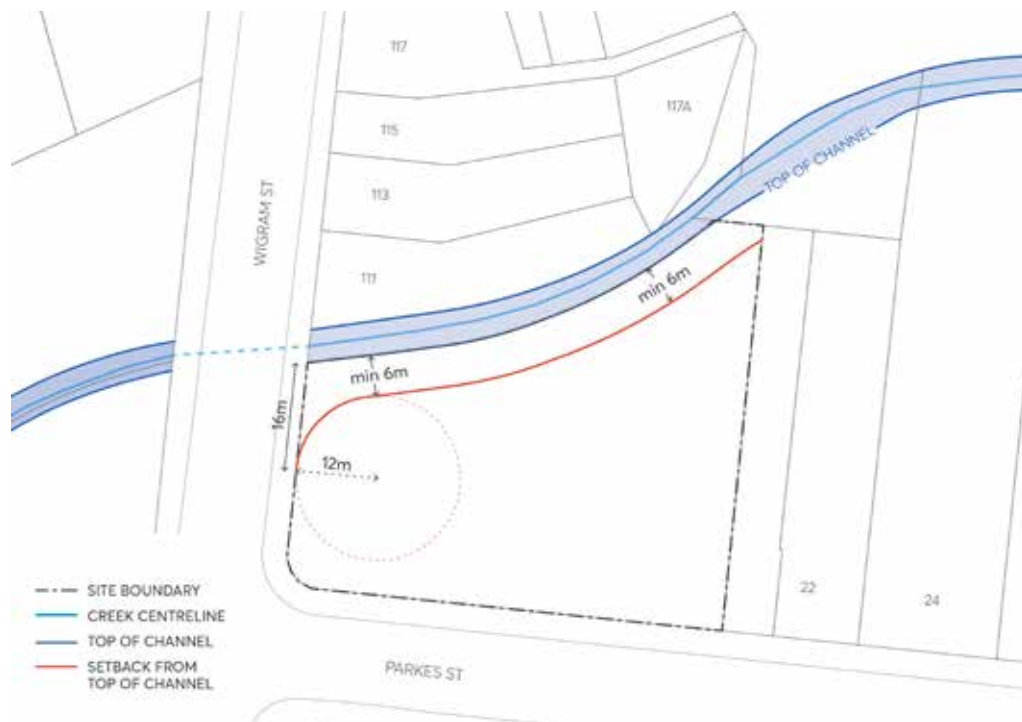 117
117A
115
TOP OF CHANNEL
113
WIGRAM ST
111
min 6m
min 6m
16m
12m
SITE BOUNDARY
CREEK CENTRELINE
TOP OF CHANNEL
SETBACK FROM
TOP OF CHANNEL
22
24
PARKES ST